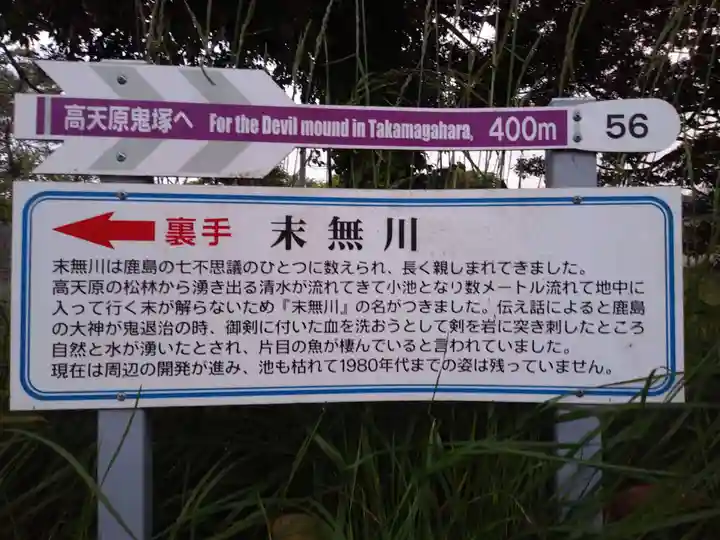 高天原鬼塚へ For the Devil mound in Takamagahara, 400m 56
裏手 末無川
末無川は鹿島の七不思議のひとつに数えられ、長く親しまれてきました。
高天原の松林から湧き出る清水が流れてきて小池となり数メートル流れて地中に
入って行く末が解らないため『末無川』の名がつきました。伝え話によると鹿島
の大神が鬼退治の時、御剣に付いた血を洗おうとして剣を岩に突き刺したところ
自然と水が湧いたとされ、片目の魚が棲んでいると言われていました。
現在は周辺の開発が進み、池も枯れて1980年代までの姿は残っていません。